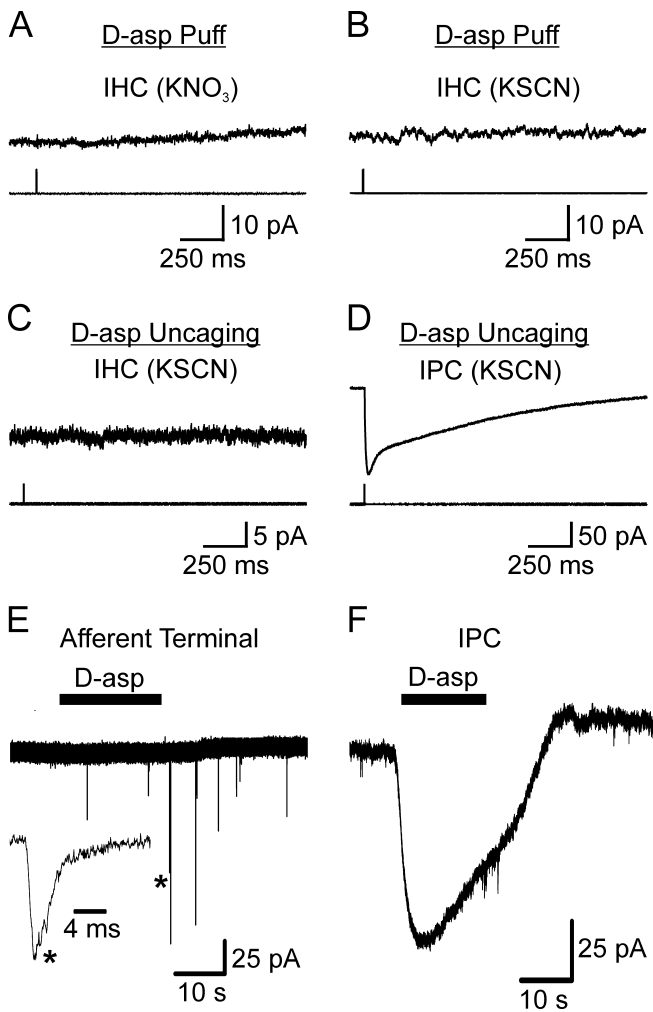 A
D-asp Puff
IHC (KNO₃)
10 pA
250 ms
B
D-asp Puff
IHC (KSCN)
10 pA
250 ms
C
D-asp Uncaging
IHC (KSCN)
5 pA
250 ms
D
D-asp Uncaging
IPC (KSCN)
50 pA
250 ms
E
Afferent Terminal
D-asp
*
4 ms
*
25 pA
10 s
F
IPC
D-asp
25 pA
10 s